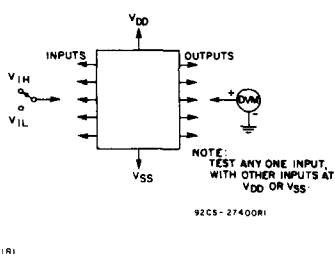 VDD
INPUTS
OUTPUTS
VIH
VIL
+
DVM
-
VSS
NOTE:
TEST ANY ONE INPUT,
WITH OTHER INPUTS AT
VDD OR VSS.
92CS-27400RI